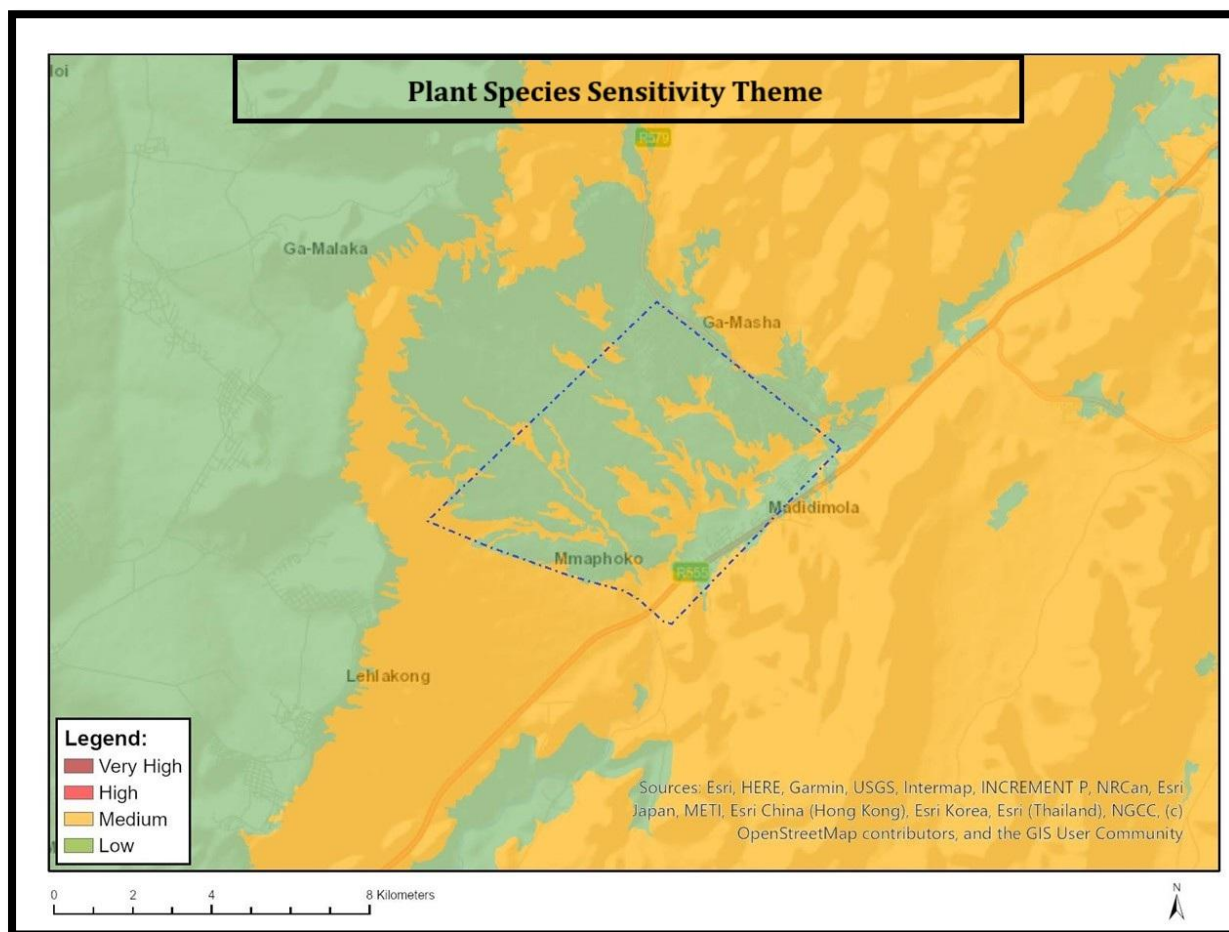 loi
Plant Species Sensitivity Theme
R579
Ga-Malaka
Ga-Masha
Madidimola
Mmaphoko
R555
Lehlakong
Legend:
Very High
High
Medium
Low
Sources: Esri, HERE, Garmin, USGS, Intermap, INCREMENT P, NRCan, Esri
Japan, METI, Esri China (Hong Kong), Esri Korea, Esri (Thailand), NGCC, (c)
OpenStreetMap contributors, and the GIS User Community
0 2 4 8 Kilometers
N